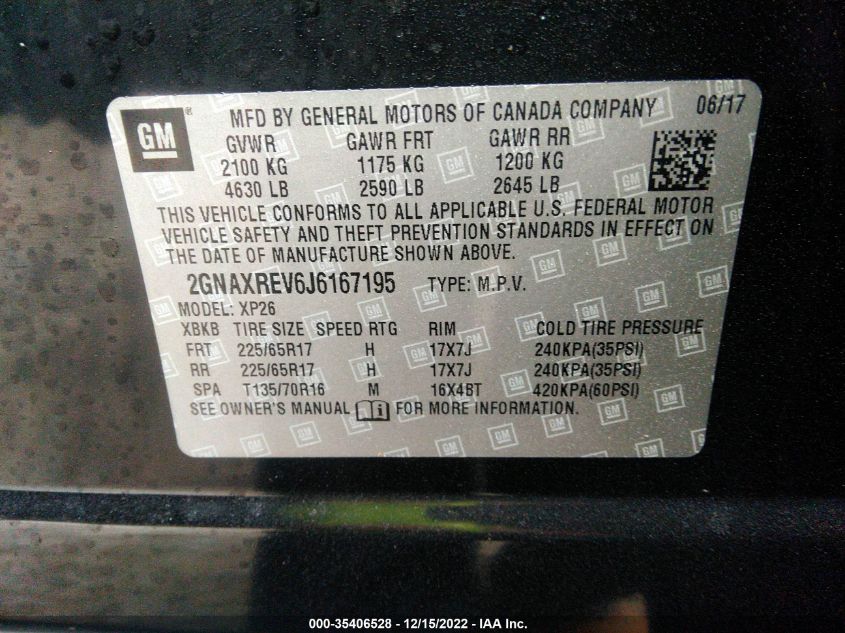 GM ® MFD BY GENERAL MOTORS OF CANADA COMPANY 06/17
GVWR GAWR FRT GAWR RR
2100 KG 1175 KG 1200 KG
4630 LB 2590 LB 2645 LB
THIS VEHICLE CONFORMS TO ALL APPLICABLE U.S. FEDERAL MOTOR
VEHICLE SAFETY AND THEFT PREVENTION STANDARDS IN EFFECT ON
THE DATE OF MANUFACTURE SHOWN ABOVE.
2GNAXREV6J6167195 TYPE: M.P.V.
MODEL: XP26
XBKB TIRE SIZE SPEED RTG RIM COLD TIRE PRESSURE
FRT 225/65R17 H 17X7J 240KPA(35PSI)
RR 225/65R17 H 17X7J 240KPA(35PSI)
SPA T135/70R16 M 16X4BT 420KPA(60PSI)
SEE OWNER'S MANUAL i FOR MORE INFORMATION.
000-35406528 - 12/15/2022 - IAA Inc.